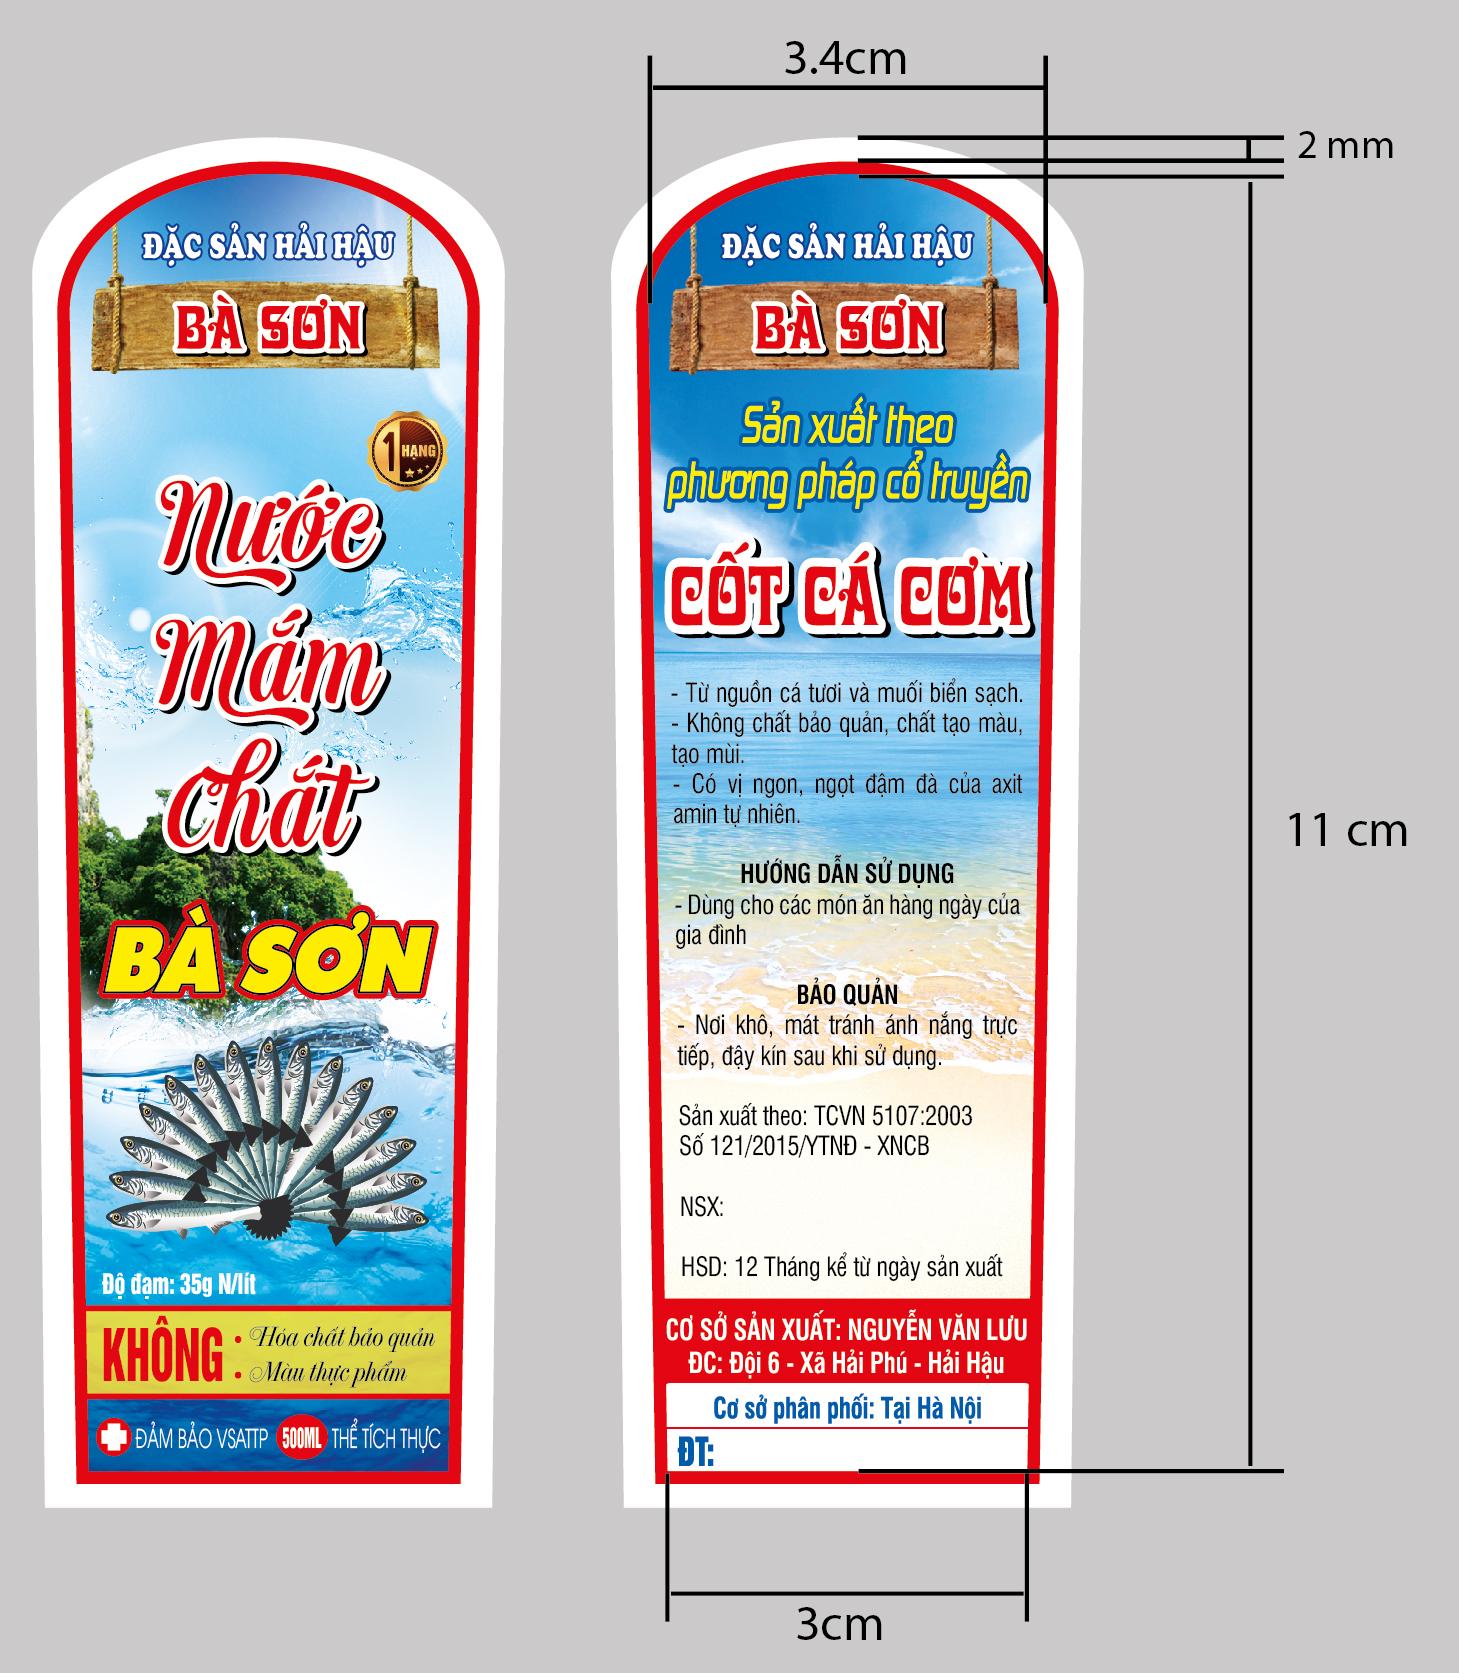 ĐẶC SẢN HẢI HẬU
BÀ SƠN
1 HẠNG
Nước
Mắm
Chắt
BÀ SƠN
Độ đạm: 35g N/lít
KHÔNG : Hóa chất bảo quản
: Màu thực phẩm
ĐẢM BẢO VSATTP 500ML THỂ TÍCH THỰC
3.4cm
2 mm
ĐẶC SẢN HẢI HẬU
BÀ SƠN
Sản xuất theo
phương pháp cổ truyền
CỐT CÁ CƠM
- Từ nguồn cá tươi và muối biển sạch.
- Không chất bảo quản, chất tạo màu,
tạo mùi.
- Có vị ngon, ngọt đậm đà của axit
amin tự nhiên.
11 cm
HƯỚNG DẪN SỬ DỤNG
- Dùng cho các món ăn hàng ngày của
gia đình
BẢO QUẢN
- Nơi khô, mát tránh ánh nắng trực
tiếp, đậy kín sau khi sử dụng.
Sản xuất theo: TCVN 5107:2003
Số 121/2015/YTNĐ - XNCB
NSX:
HSD: 12 Tháng kể từ ngày sản xuất
CƠ SỞ SẢN XUẤT: NGUYỄN VĂN LƯU
ĐC: Đội 6 - Xã Hải Phú - Hải Hậu
Cơ sở phân phối: Tại Hà Nội
ĐT:
3cm